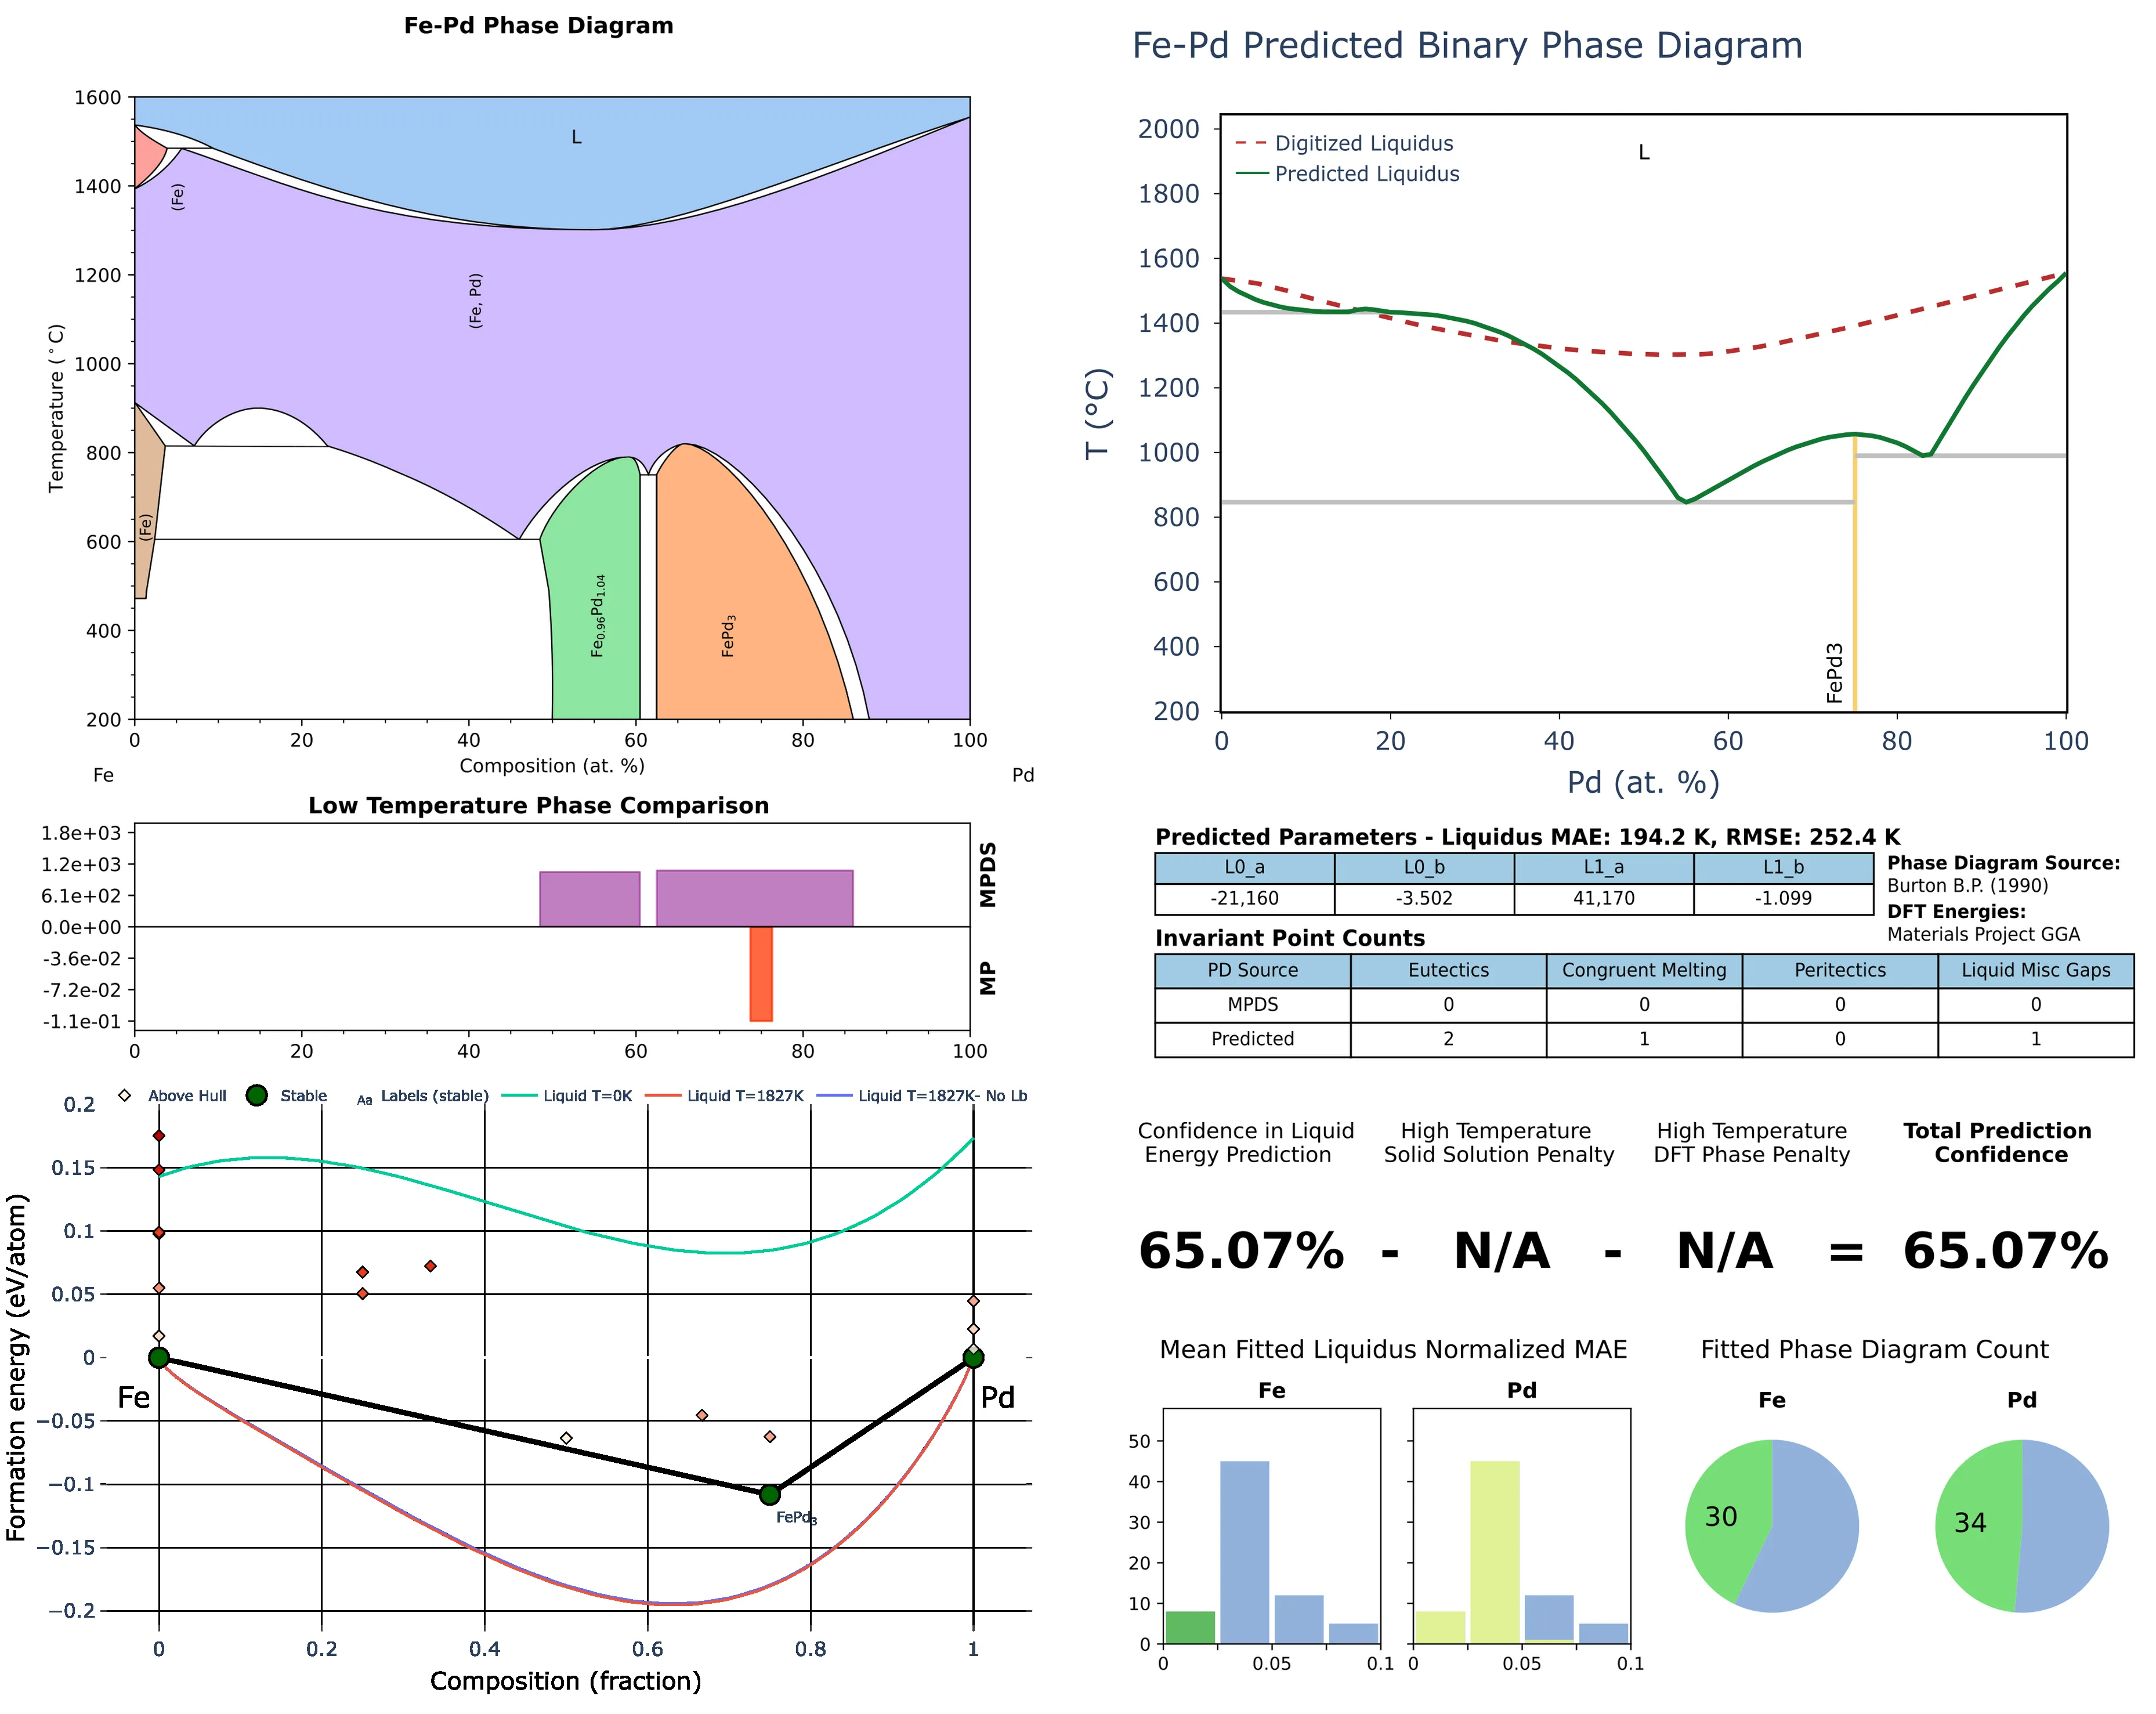 Fe-Pd Phase Diagram
1600
1400
1200
1000
800
600
400
200
Temperature (°C)
L
(Fe)
(Fe, Pd)
(Fe)
Fe0.96Pd1.04
FePd3
0 20 40 60 80 100
Composition (at. %)
Fe Pd
Low Temperature Phase Comparison
1.8e+03
1.2e+03
6.1e+02
0.0e+00
-3.6e-02
-7.2e-02
-1.1e-01
MPDS
MP
0 20 40 60 80 100
Above Hull Stable Aa Labels (stable) Liquid T=0K Liquid T=1827K Liquid T=1827K- No Lb
0.2
0.15
0.1
0.05
0
−0.05
−0.1
−0.15
−0.2
Formation energy (eV/atom)
Fe
Pd
FePd3
0 0.2 0.4 0.6 0.8 1
Composition (fraction)
Fe-Pd Predicted Binary Phase Diagram
Digitized Liquidus
Predicted Liquidus
L
2000
1800
1600
1400
1200
1000
800
600
400
200
T (°C)
FePd3
0 20 40 60 80 100
Pd (at. %)
Predicted Parameters - Liquidus MAE: 194.2 K, RMSE: 252.4 K
L0_a L0_b L1_a L1_b
-21,160 -3.502 41,170 -1.099
Phase Diagram Source:
Burton B.P. (1990)
DFT Energies:
Materials Project GGA
Invariant Point Counts
PD Source Eutectics Congruent Melting Peritectics Liquid Misc Gaps
MPDS 0 0 0 0
Predicted 2 1 0 1
Confidence in Liquid
Energy Prediction
High Temperature
Solid Solution Penalty
High Temperature
DFT Phase Penalty
Total Prediction
Confidence
65.07% - N/A - N/A = 65.07%
Mean Fitted Liquidus Normalized MAE
Fe
Pd
50
40
30
20
10
0
0 0.05 0.1
0 0.05 0.1
Fitted Phase Diagram Count
Fe
Pd
30
34